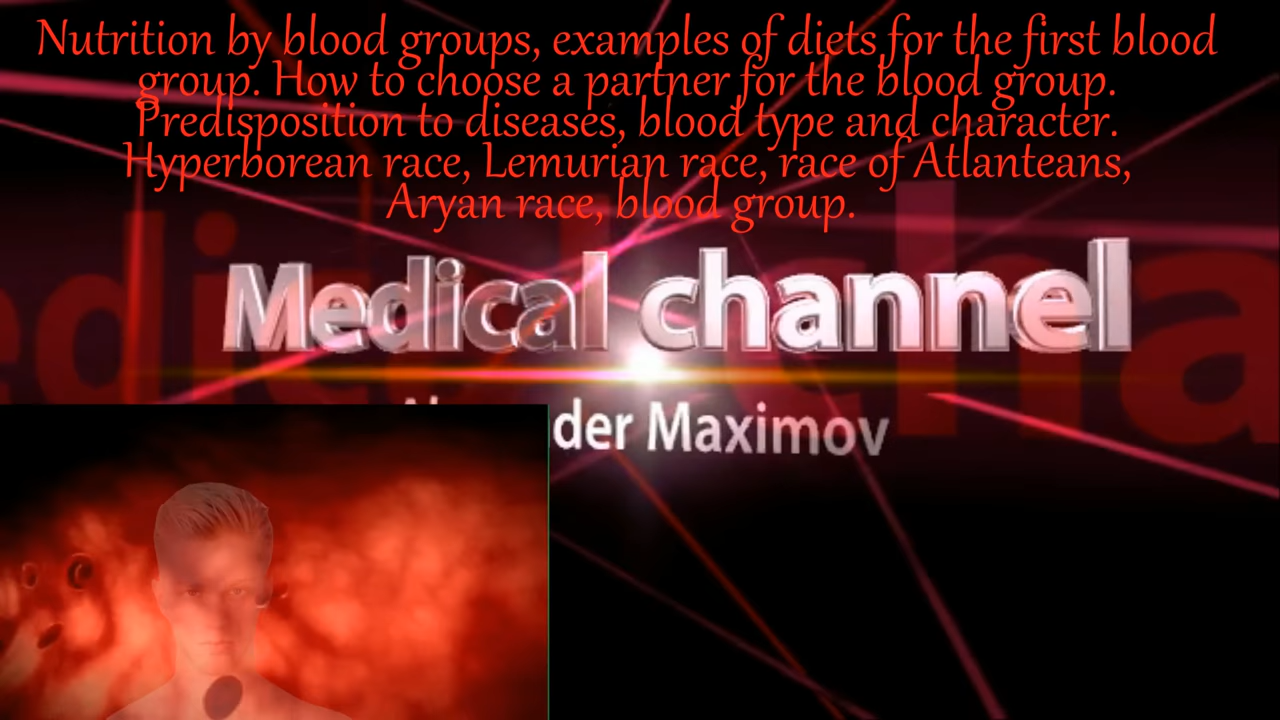 Nutrition by blood groups, examples of diets for the first blood
group. How to choose a partner for the blood group.
Predisposition to diseases, blood type and character.
Hyperborean race, Lemurian race, race of Atlanteans,
Aryan race, blood group.
Medical channel
der Maximov